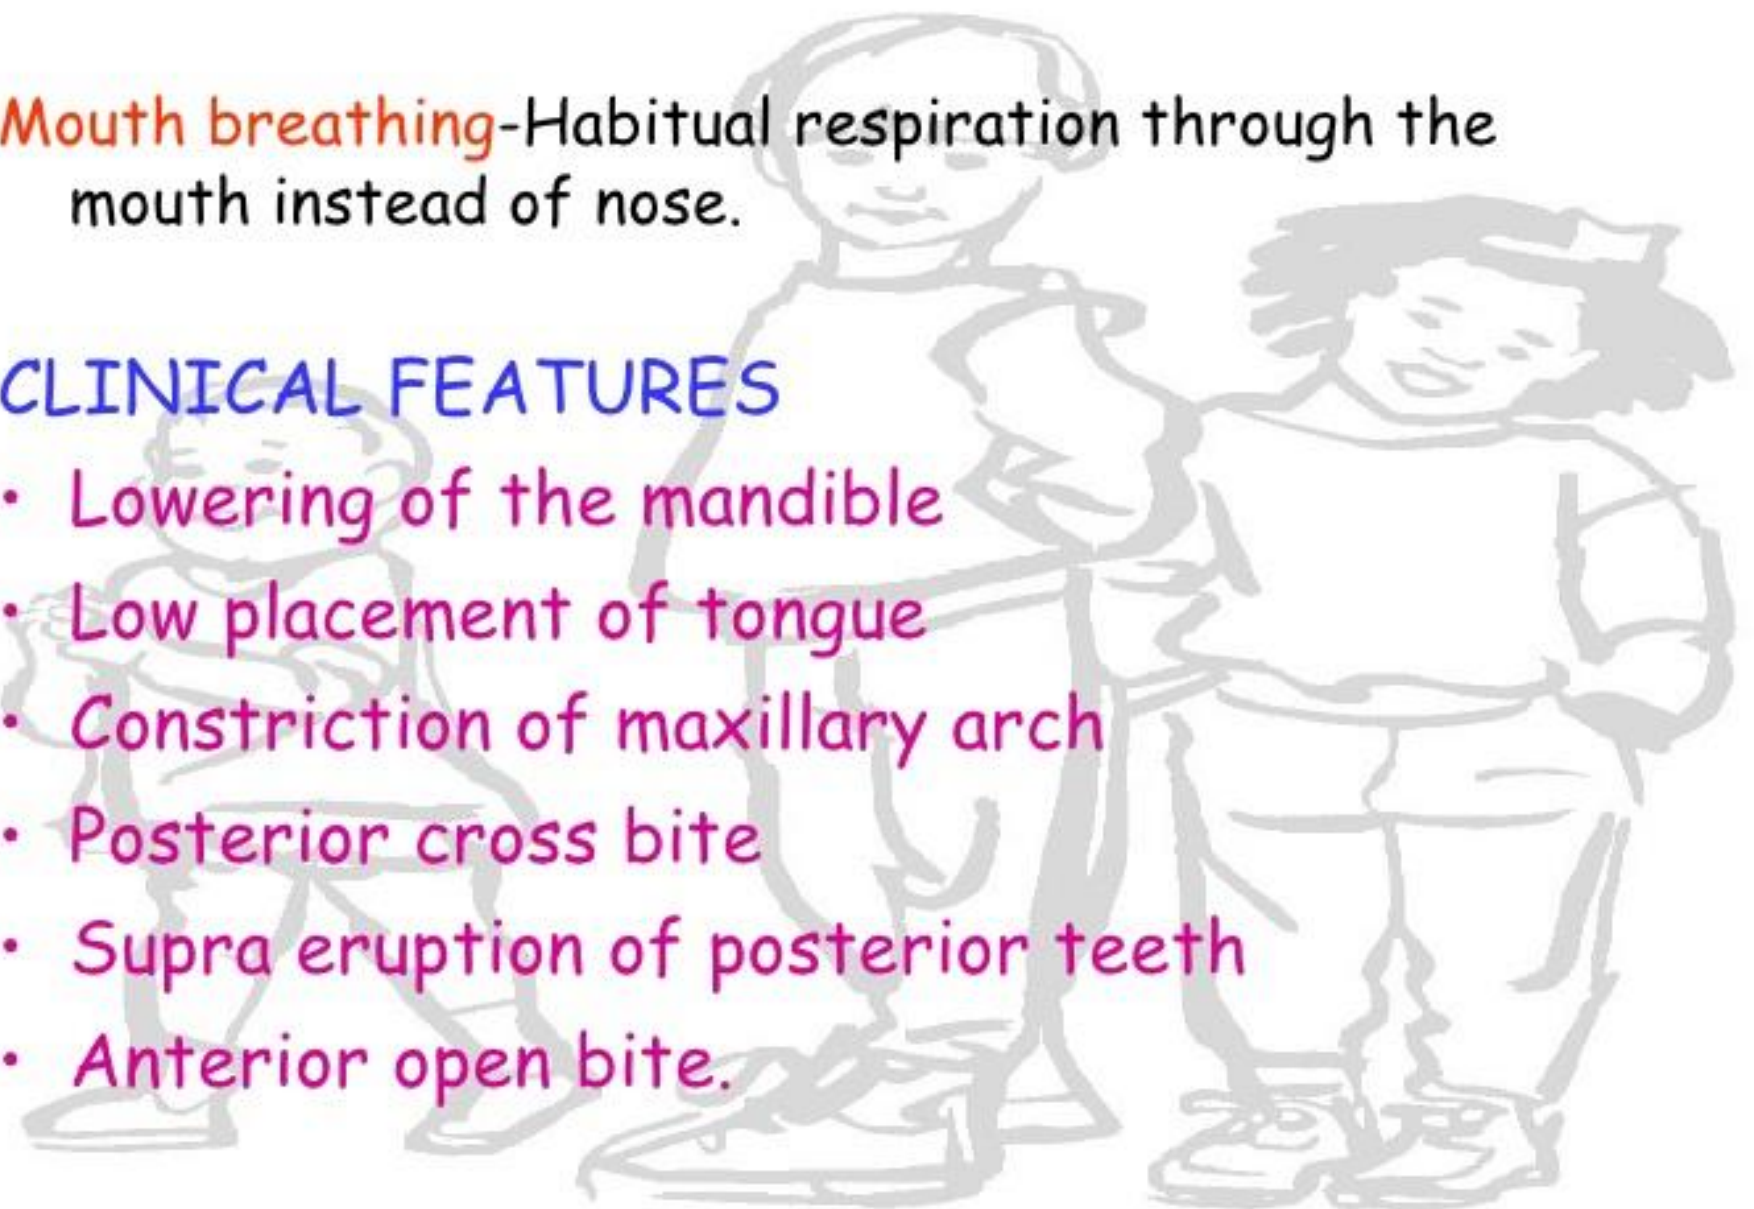 Mouth breathing-Habitual respiration through the
mouth instead of nose.
CLINICAL FEATURES
• Lowering of the mandible
• Low placement of tongue
• Constriction of maxillary arch
• Posterior cross bite
• Supra eruption of posterior teeth
• Anterior open bite.